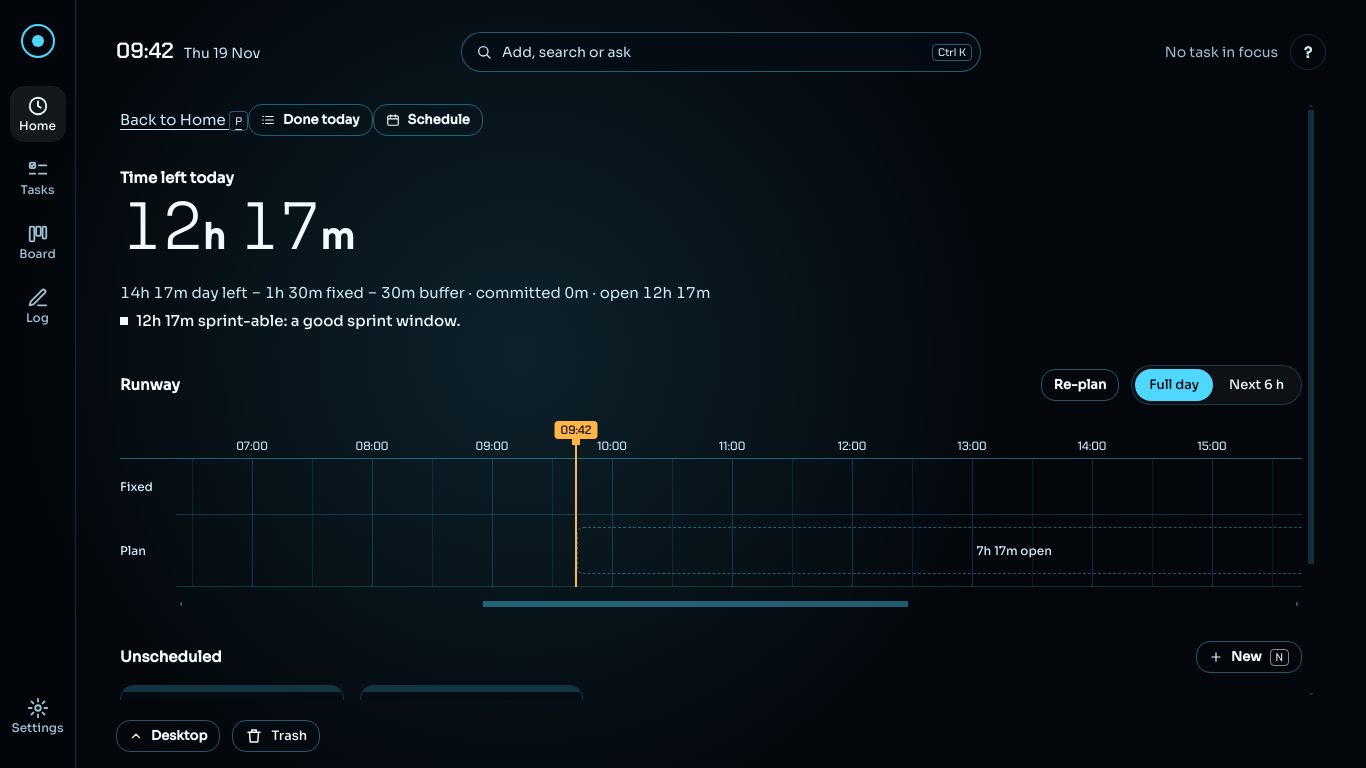 09:42 Thu 19 Nov
Add, search or ask Ctrl K
No task in focus ?
Home
Tasks
Board
Log
Settings
Back to Home P Done today Schedule
Time left today
12h 17m
14h 17m day left – 1h 30m fixed – 30m buffer · committed 0m · open 12h 17m
12h 17m sprint-able: a good sprint window.
Runway Re-plan Full day Next 6 h
09:42
07:00 08:00 09:00 10:00 11:00 12:00 13:00 14:00 15:00
Fixed
Plan 7h 17m open
Unscheduled + New N
Desktop Trash